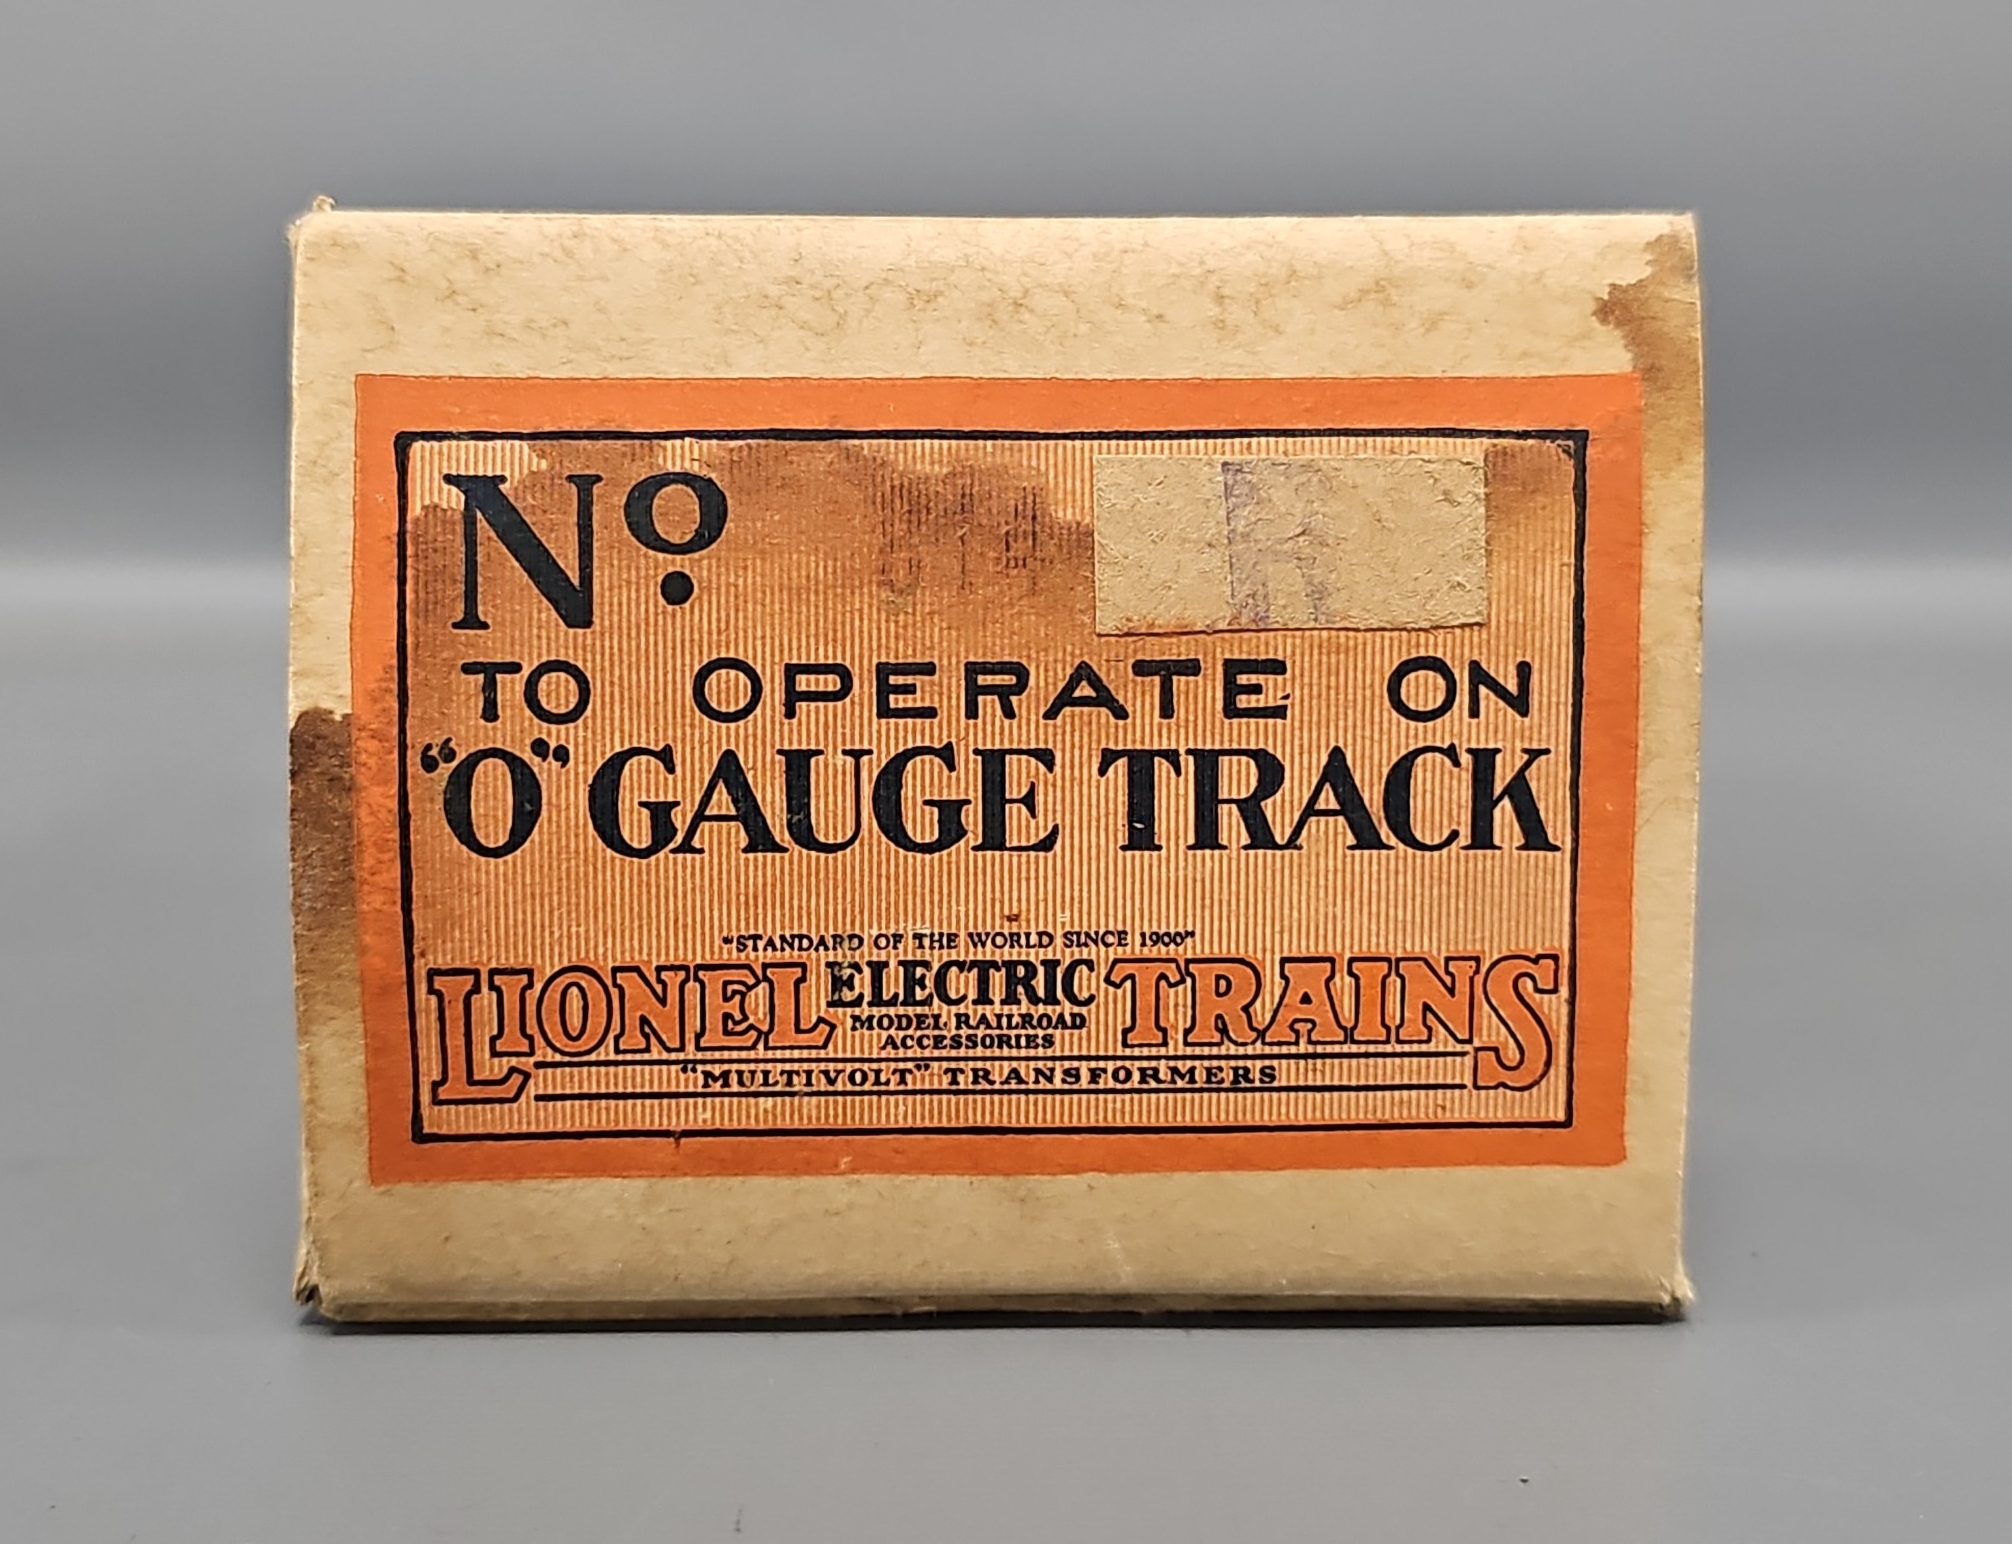 Nº
R
TO OPERATE ON
“O” GAUGE TRACK
“STANDARD OF THE WORLD SINCE 1900”
LIONEL ELECTRIC TRAINS
MODEL RAILROAD
ACCESSORIES
“MULTIVOLT” TRANSFORMERS